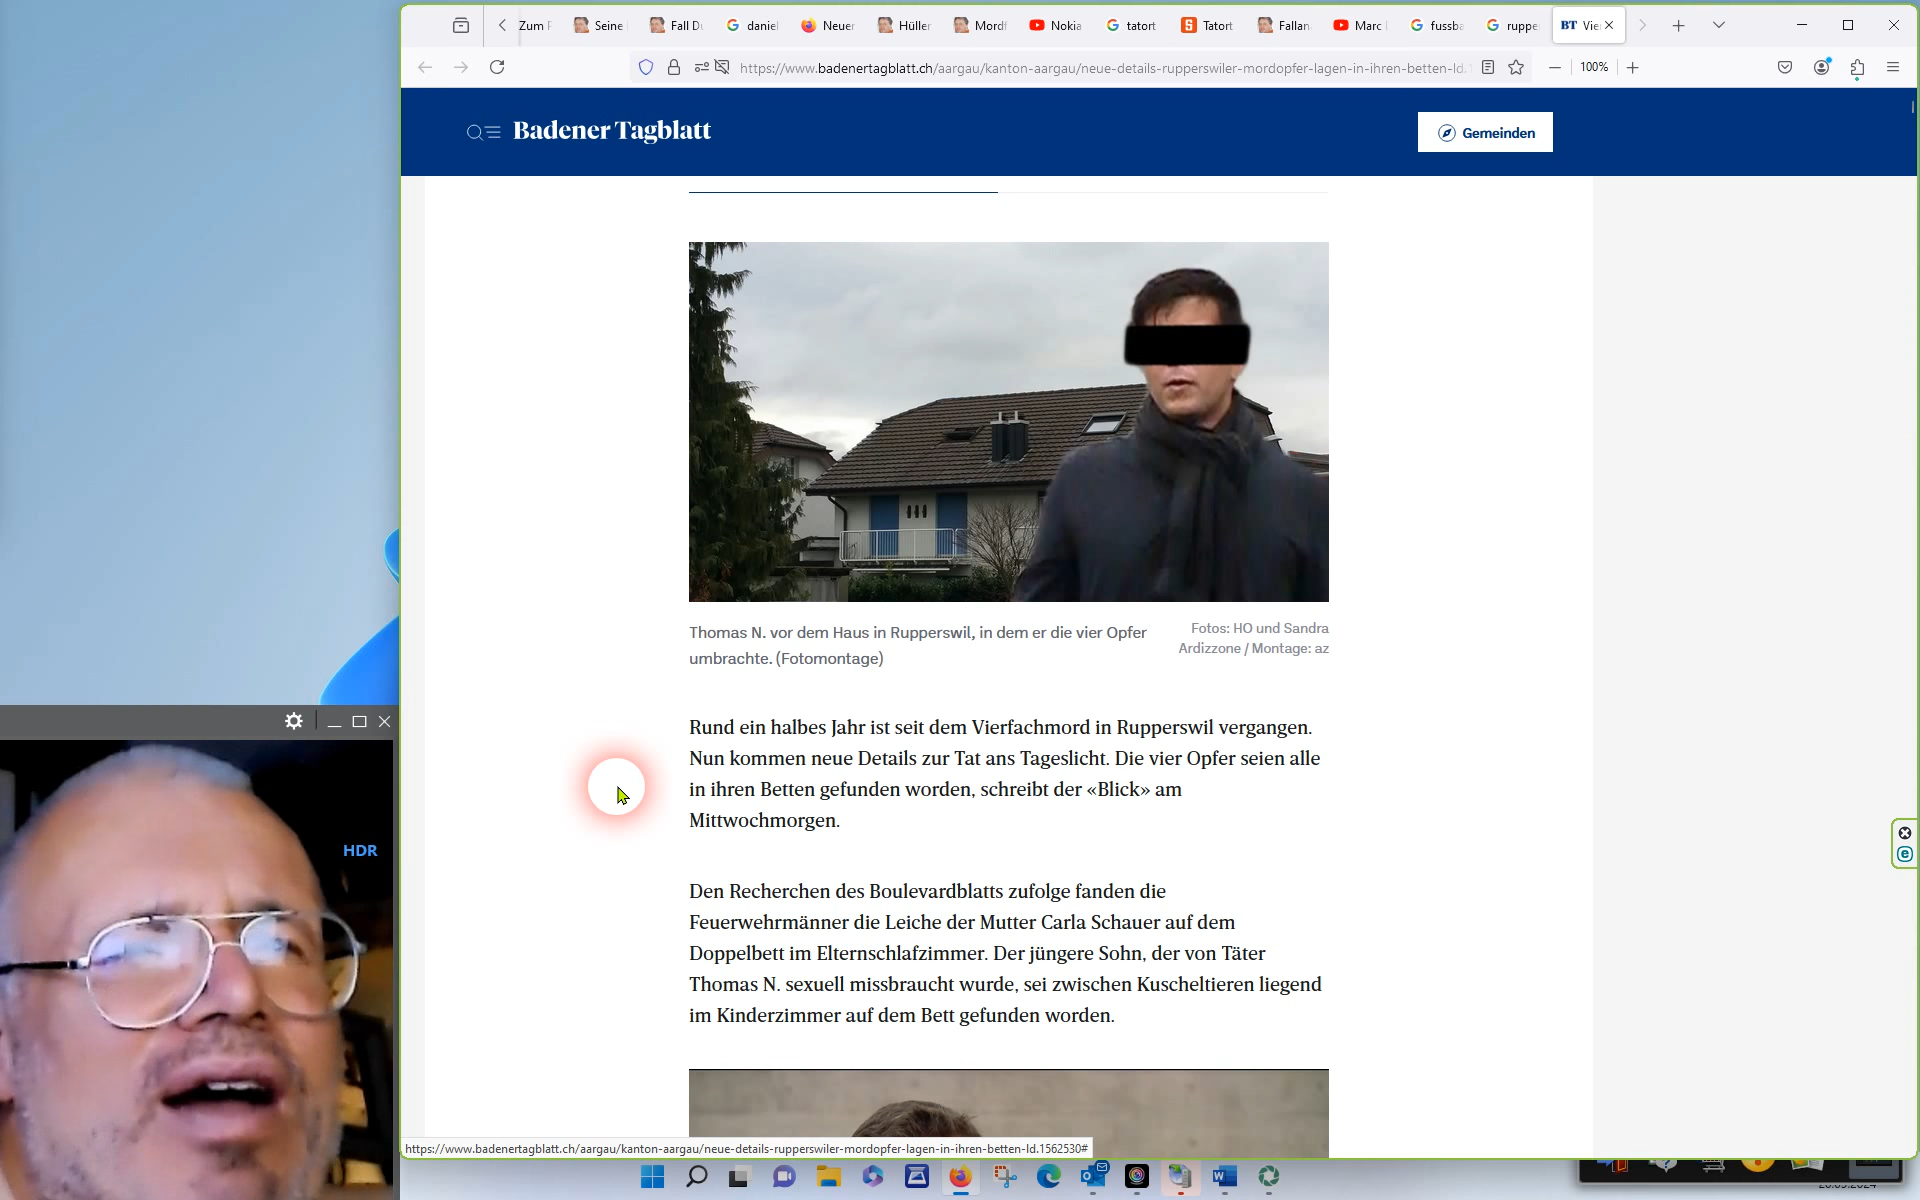 Zum F
Seine
Fall Du
daniel
Neuer
Hüller
Mordf
Nokia
tatort
Tatort
Fallan
Marc
fussba
ruppe
BT Vie
https://www.badenertagblatt.ch/aargau/kanton-aargau/neue-details-rupperswiler-mordopfer-lagen-in-ihren-betten-ld.1
100%
Badener Tagblatt
Gemeinden
Thomas N. vor dem Haus in Rupperswil, in dem er die vier Opfer
umbrachte. (Fotomontage)
Fotos: HO und Sandra
Ardizzone / Montage: az
Rund ein halbes Jahr ist seit dem Vierfachmord in Rupperswil vergangen.
Nun kommen neue Details zur Tat ans Tageslicht. Die vier Opfer seien alle
in ihren Betten gefunden worden, schreibt der «Blick» am
Mittwochmorgen.
HDR
Den Recherchen des Boulevardblatts zufolge fanden die
Feuerwehrmänner die Leiche der Mutter Carla Schauer auf dem
Doppelbett im Elternschlafzimmer. Der jüngere Sohn, der von Täter
Thomas N. sexuell missbraucht wurde, sei zwischen Kuscheltieren liegend
im Kinderzimmer auf dem Bett gefunden worden.
https://www.badenertagblatt.ch/aargau/kanton-aargau/neue-details-rupperswiler-mordopfer-lagen-in-ihren-betten-ld.1562530#